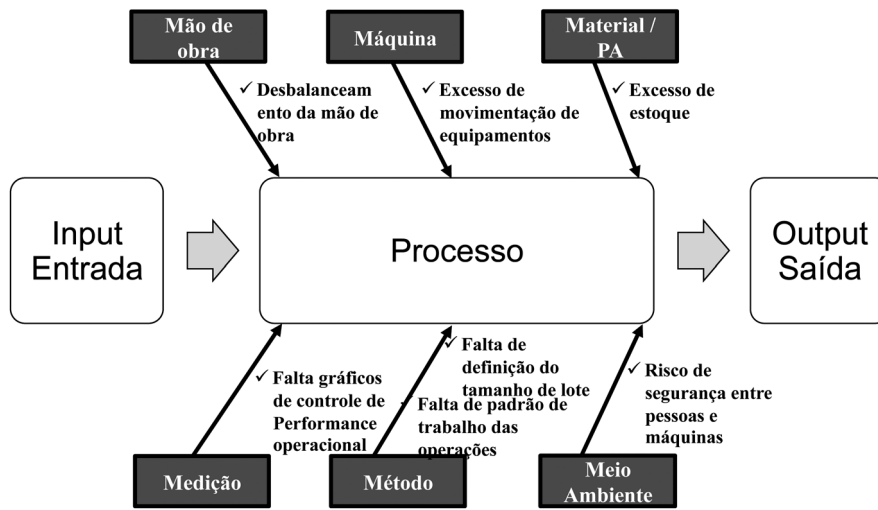 Mão de
obra
Máquina
Material /
PA
✓ Desbalanceam
ento da mão de
obra
✓ Excesso de
movimentação de
equipamentos
✓ Excesso de
estoque
Input
Entrada
Processo
Output
Saída
✓ Falta gráficos
de controle de
Performance
operacional
✓ Falta de
definição do
tamanho de lote
✓ Falta de padrão de
trabalho das
operações
✓ Risco de
segurança entre
pessoas e
máquinas
Medição
Método
Meio
Ambiente